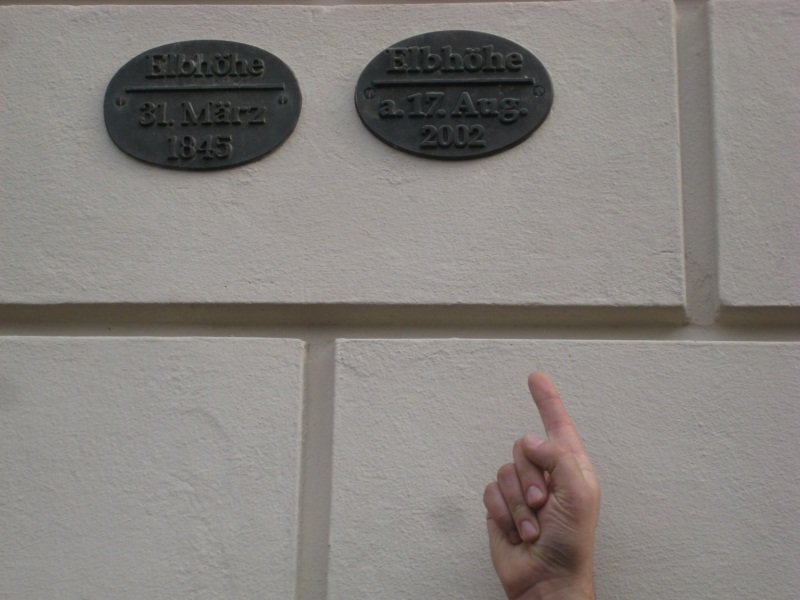 Elbhöhe
31. März
1845
Elbhöhe
a. 17. Aug.
2002